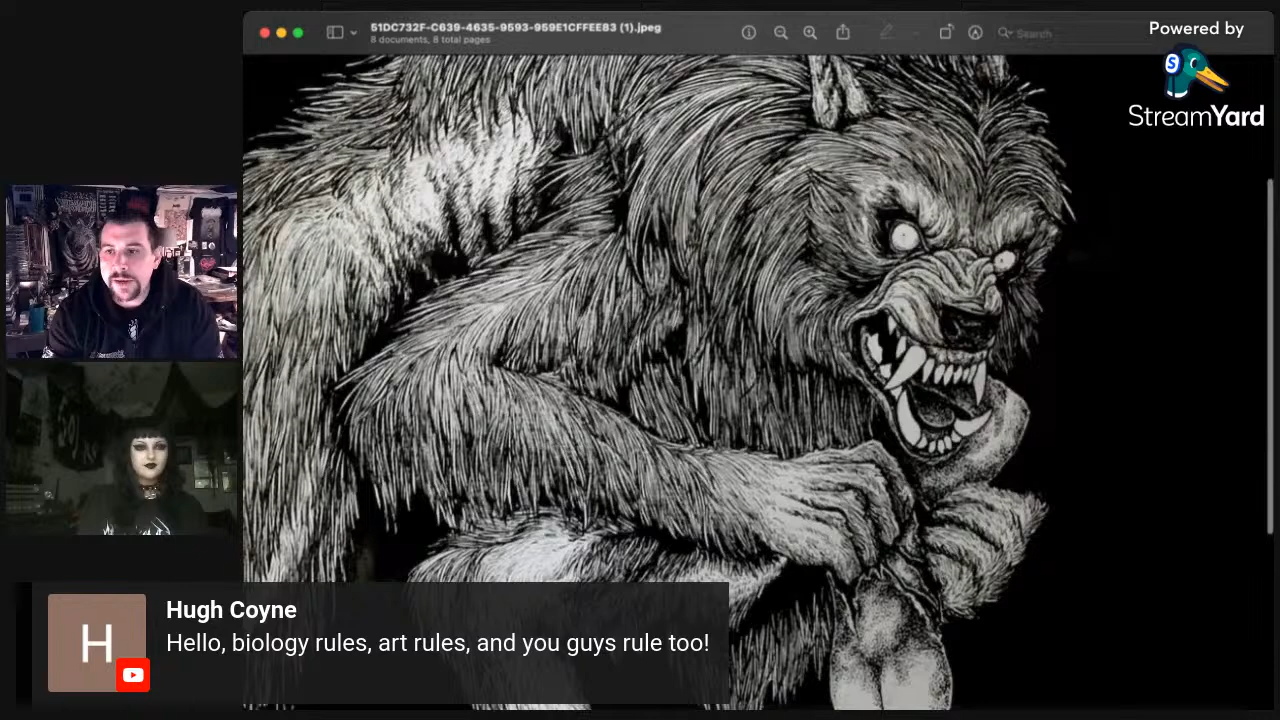 51DC732F-C639-4635-9593-959E1CFFEE83 (1).jpeg
8 documents, 8 total pages
Search
Powered by
S
StreamYard
H
Hugh Coyne
Hello, biology rules, art rules, and you guys rule too!